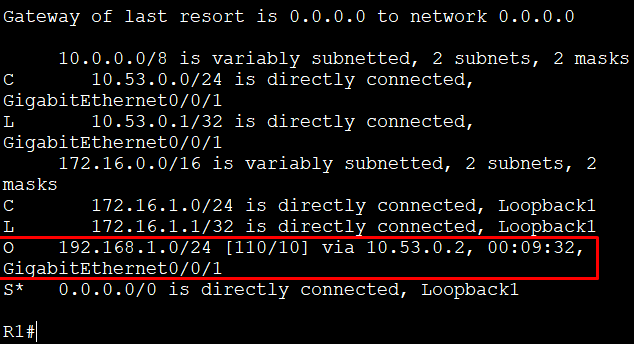 Gateway of last resort is 0.0.0.0 to network 0.0.0.0
10.0.0.0/8 is variably subnetted, 2 subnets, 2 masks
C 10.53.0.0/24 is directly connected,
GigabitEthernet0/0/1
L 10.53.0.1/32 is directly connected,
GigabitEthernet0/0/1
172.16.0.0/16 is variably subnetted, 2 subnets, 2
masks
C 172.16.1.0/24 is directly connected, Loopback1
L 172.16.1.1/32 is directly connected, Loopback1
O 192.168.1.0/24 [110/10] via 10.53.0.2, 00:09:32,
GigabitEthernet0/0/1
S* 0.0.0.0/0 is directly connected, Loopback1
R1#